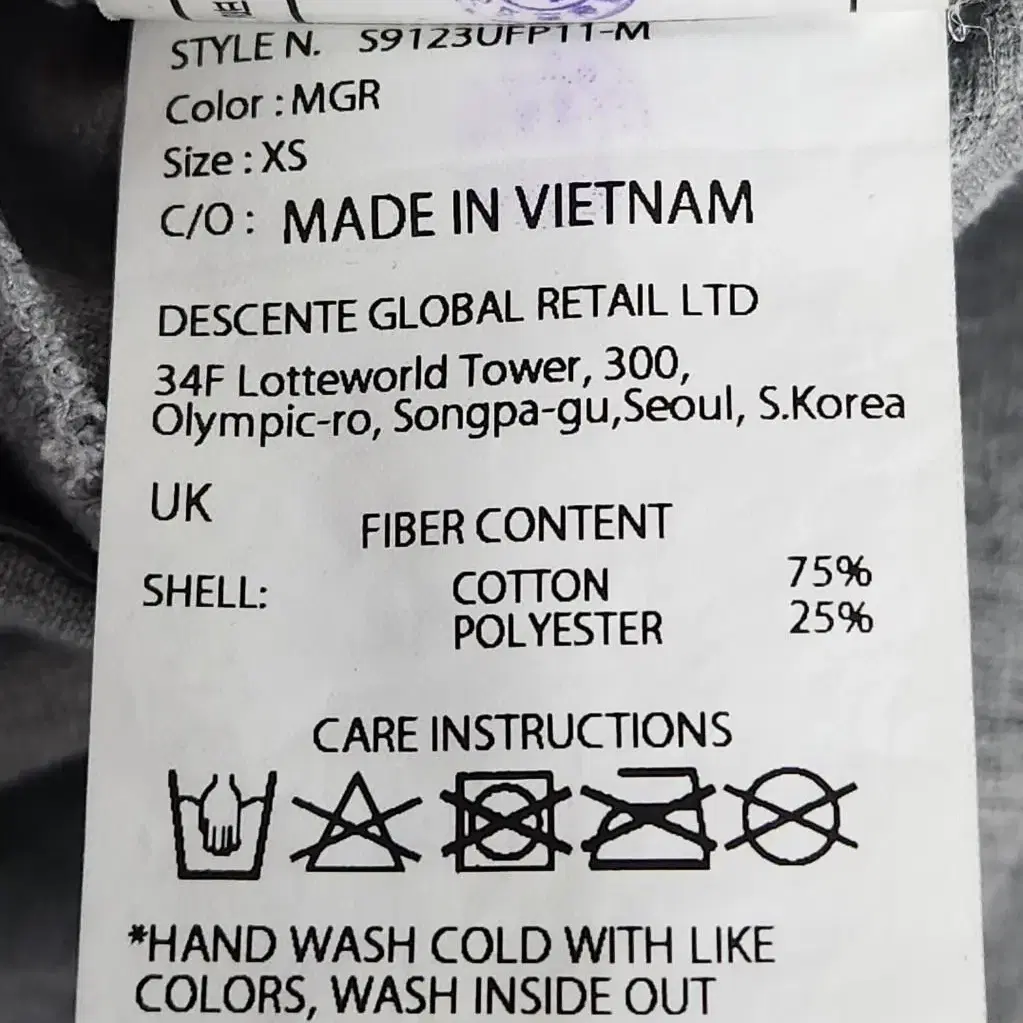 STYLE N. S9123UFP11-M
Color : MGR
Size : XS
C/O : MADE IN VIETNAM
DESCENTE GLOBAL RETAIL LTD
34F Lotteworld Tower, 300,
Olympic-ro, Songpa-gu,Seoul, S.Korea
UK
FIBER CONTENT
SHELL: COTTON 75%
POLYESTER 25%
CARE INSTRUCTIONS
*HAND WASH COLD WITH LIKE
COLORS, WASH INSIDE OUT